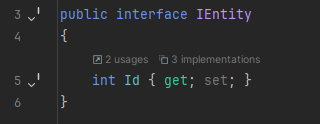 3 public interface IEntity
4 {
2 usages 3 implementations
5 int Id { get; set; }
6 }